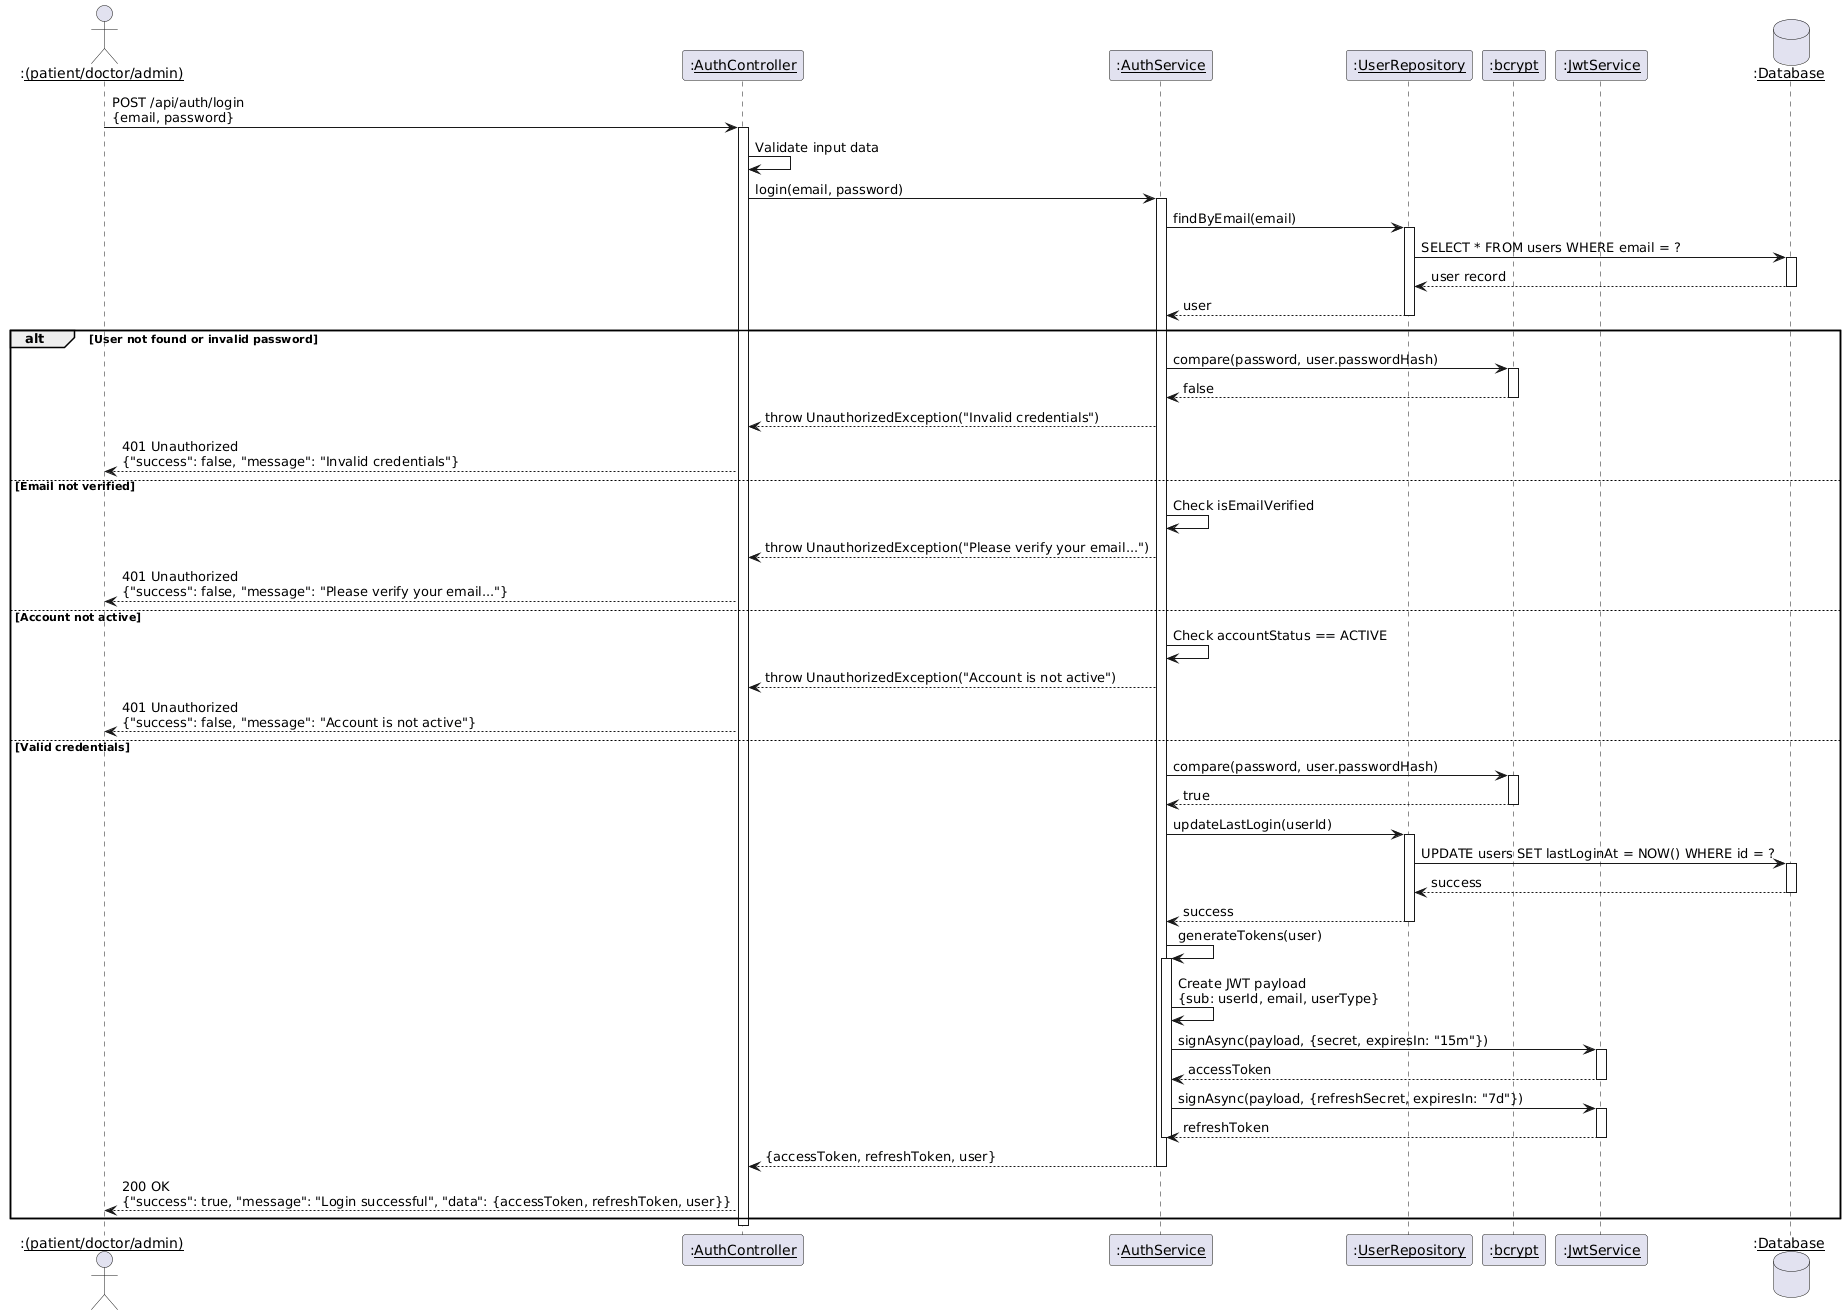 :(patient/doctor/admin)
:AuthController
:AuthService
:UserRepository
:bcrypt
:JwtService
:Database
POST /api/auth/login
{email, password}
Validate input data
login(email, password)
findByEmail(email)
SELECT * FROM users WHERE email = ?
user record
user
alt
[User not found or invalid password]
compare(password, user.passwordHash)
false
throw UnauthorizedException("Invalid credentials")
401 Unauthorized
{"success": false, "message": "Invalid credentials"}
[Email not verified]
Check isEmailVerified
throw UnauthorizedException("Please verify your email...")
401 Unauthorized
{"success": false, "message": "Please verify your email..."}
[Account not active]
Check accountStatus == ACTIVE
throw UnauthorizedException("Account is not active")
401 Unauthorized
{"success": false, "message": "Account is not active"}
[Valid credentials]
compare(password, user.passwordHash)
true
updateLastLogin(userId)
UPDATE users SET lastLoginAt = NOW() WHERE id = ?
success
success
generateTokens(user)
Create JWT payload
{sub: userId, email, userType}
signAsync(payload, {secret, expiresIn: "15m"})
accessToken
signAsync(payload, {refreshSecret, expiresIn: "7d"})
refreshToken
{accessToken, refreshToken, user}
200 OK
{"success": true, "message": "Login successful", "data": {accessToken, refreshToken, user}}
:(patient/doctor/admin)
:AuthController
:AuthService
:UserRepository
:bcrypt
:JwtService
:Database